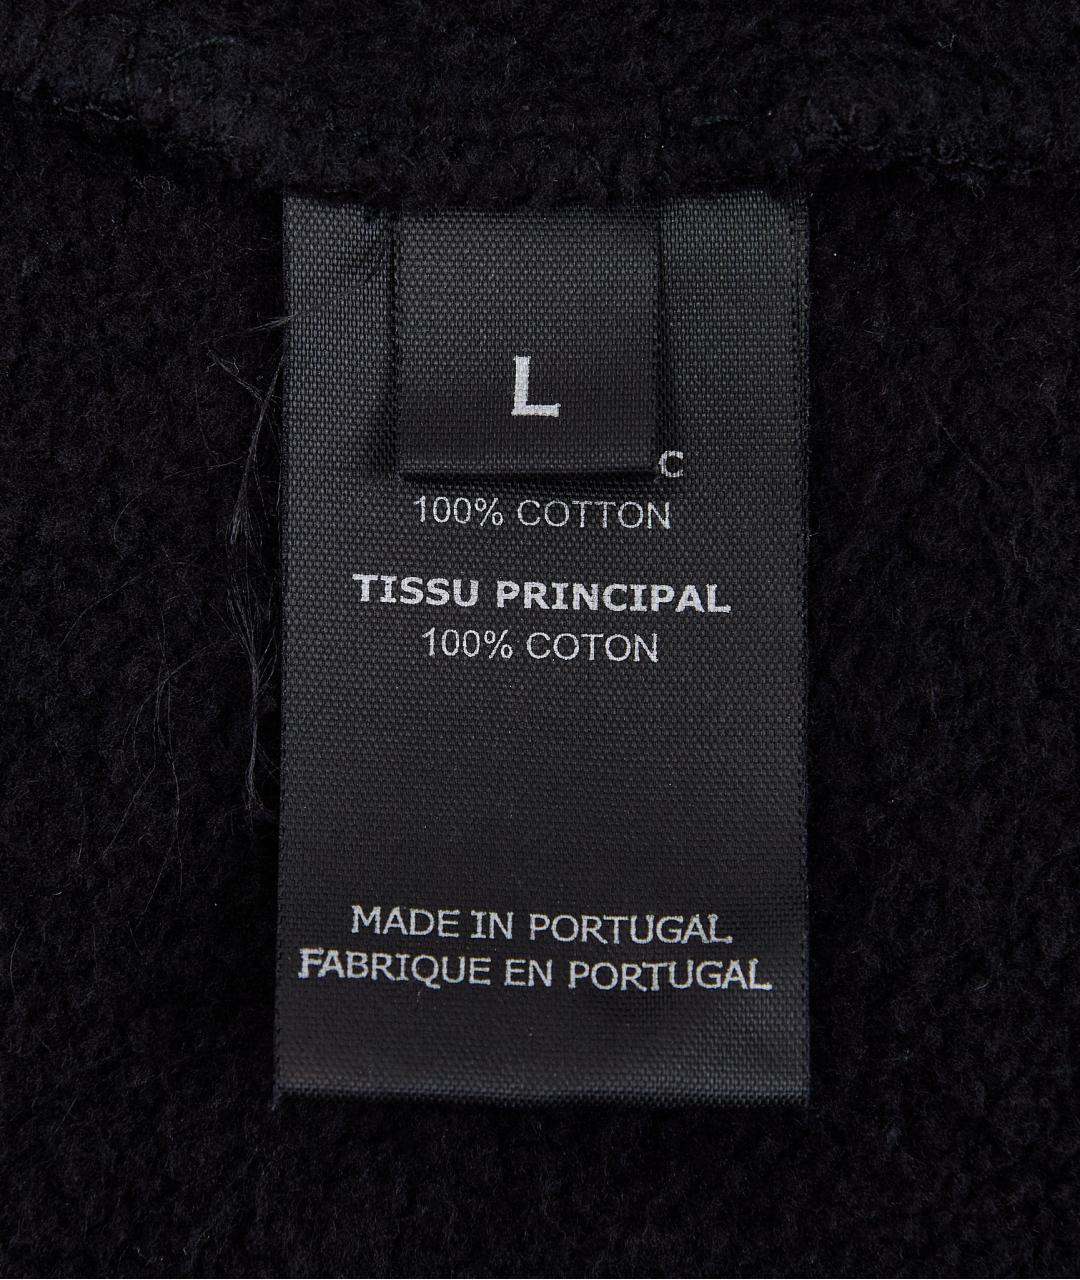 L
C
100% COTTON
TISSU PRINCIPAL
100% COTON
MADE IN PORTUGAL
FABRIQUE EN PORTUGAL